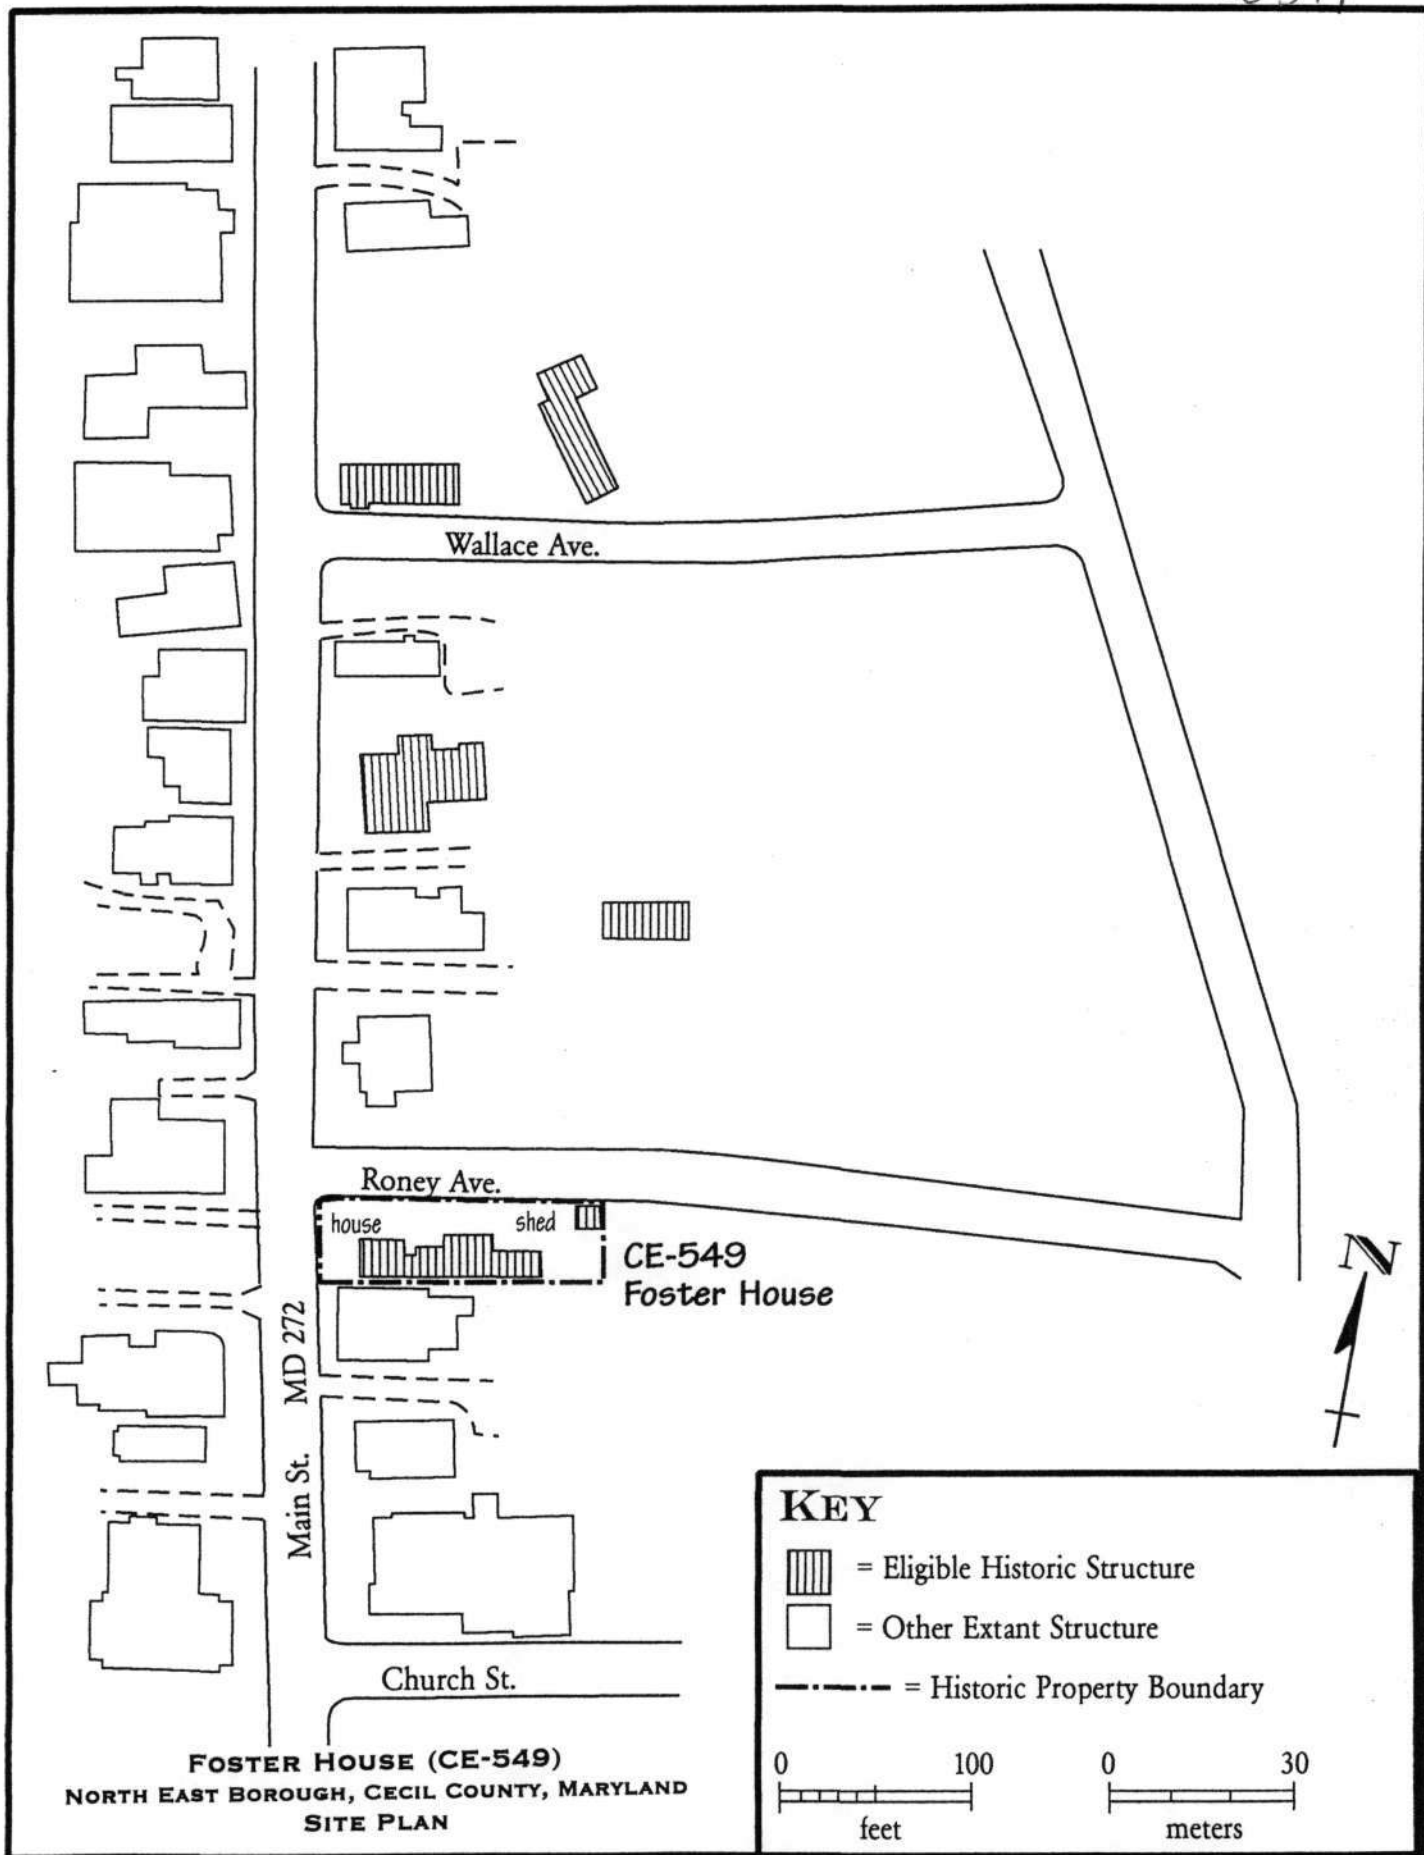 Wallace Ave.
Roney Ave.
house
shed
CE-549
Foster House
N
MD 272
Main St.
Church St.
KEY
= Eligible Historic Structure
= Other Extant Structure
= Historic Property Boundary
0 100
feet
0 30
meters
FOSTER HOUSE (CE-549)
NORTH EAST BOROUGH, CECIL COUNTY, MARYLAND
SITE PLAN